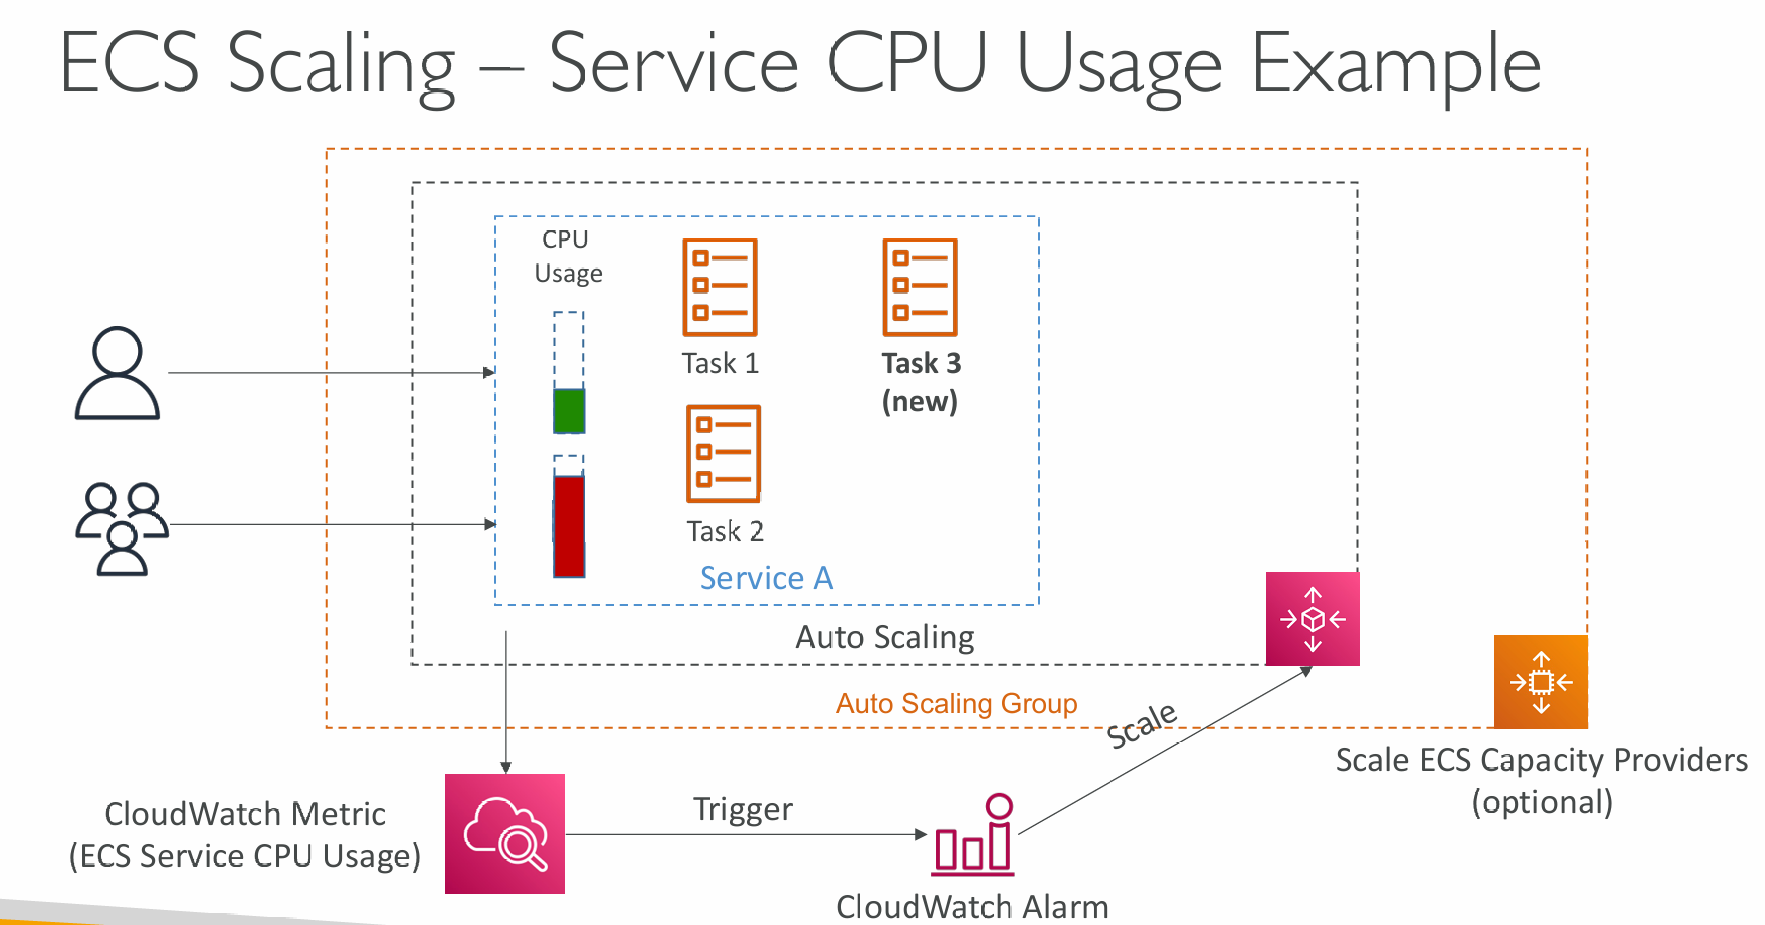 ECS Scaling – Service CPU Usage Example
CPU
Usage
Task 1
Task 3
(new)
Task 2
Service A
Auto Scaling
Auto Scaling Group
Scale
Scale ECS Capacity Providers
(optional)
CloudWatch Metric
(ECS Service CPU Usage)
Trigger
CloudWatch Alarm